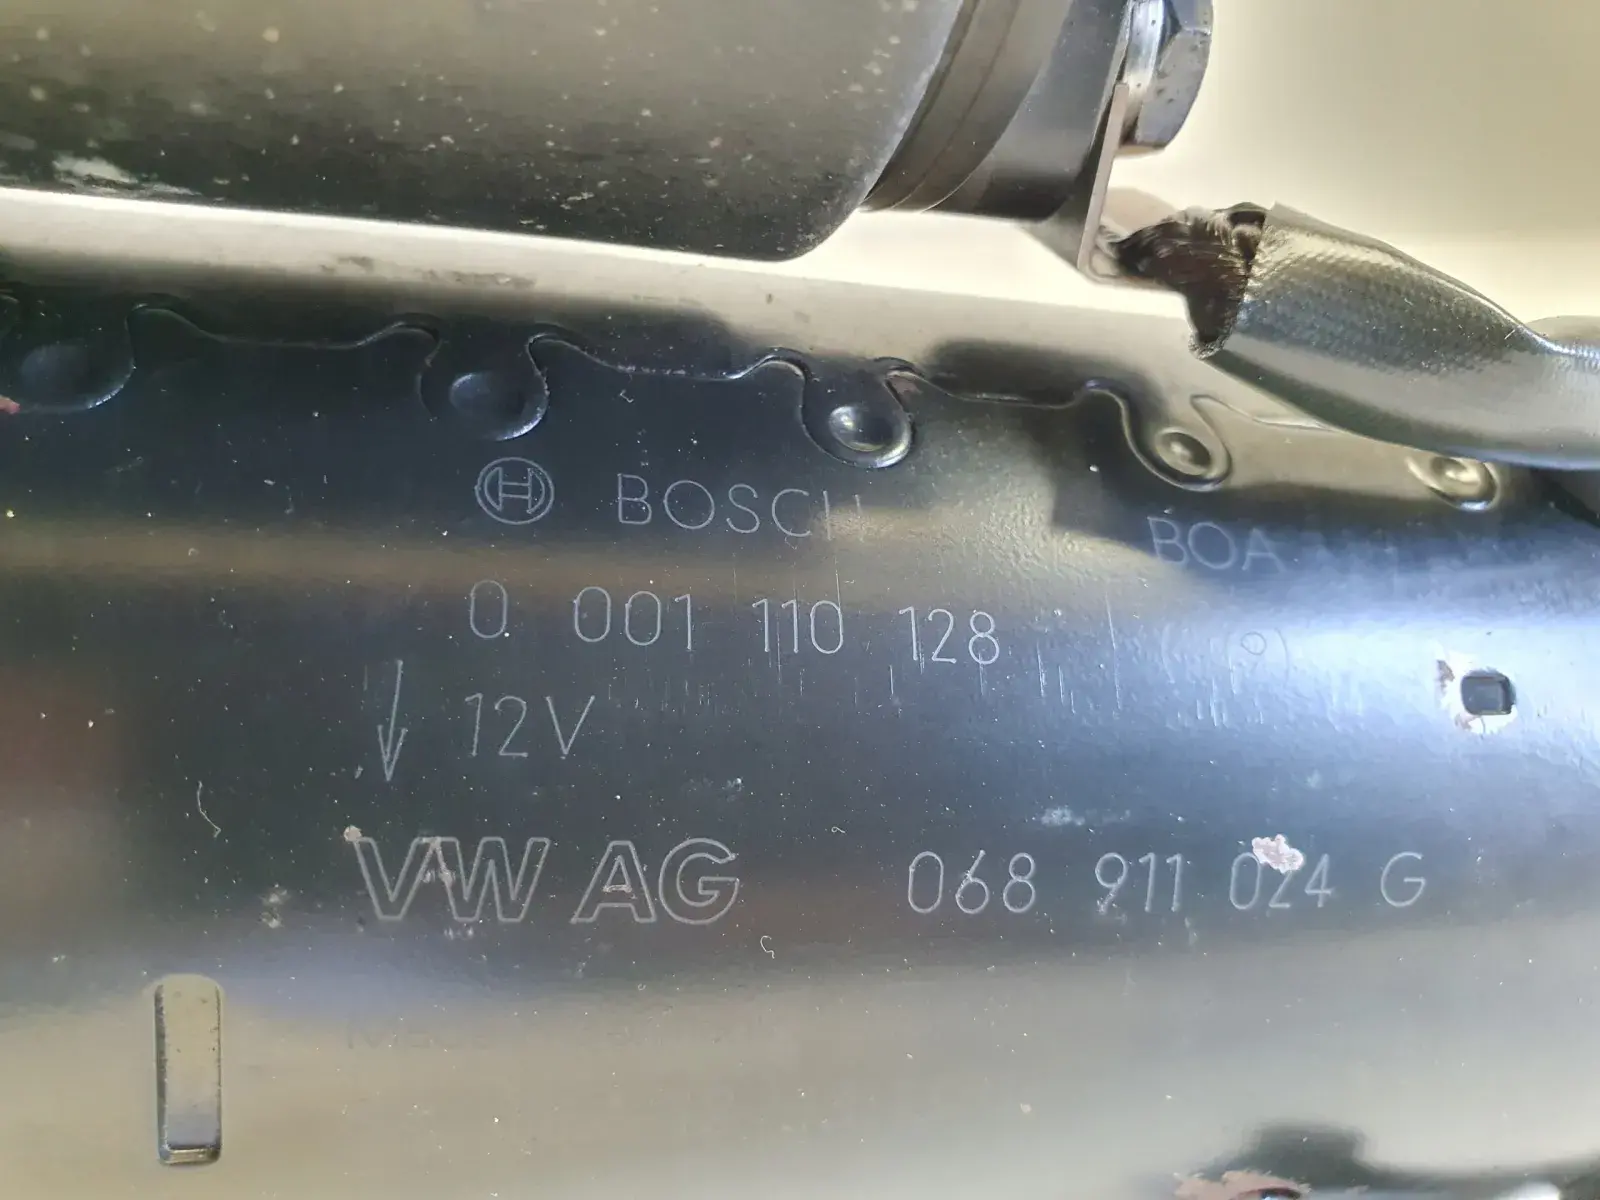 BOSCH BOA
0 001 110 128
12V
VW AG 068 911 024 G